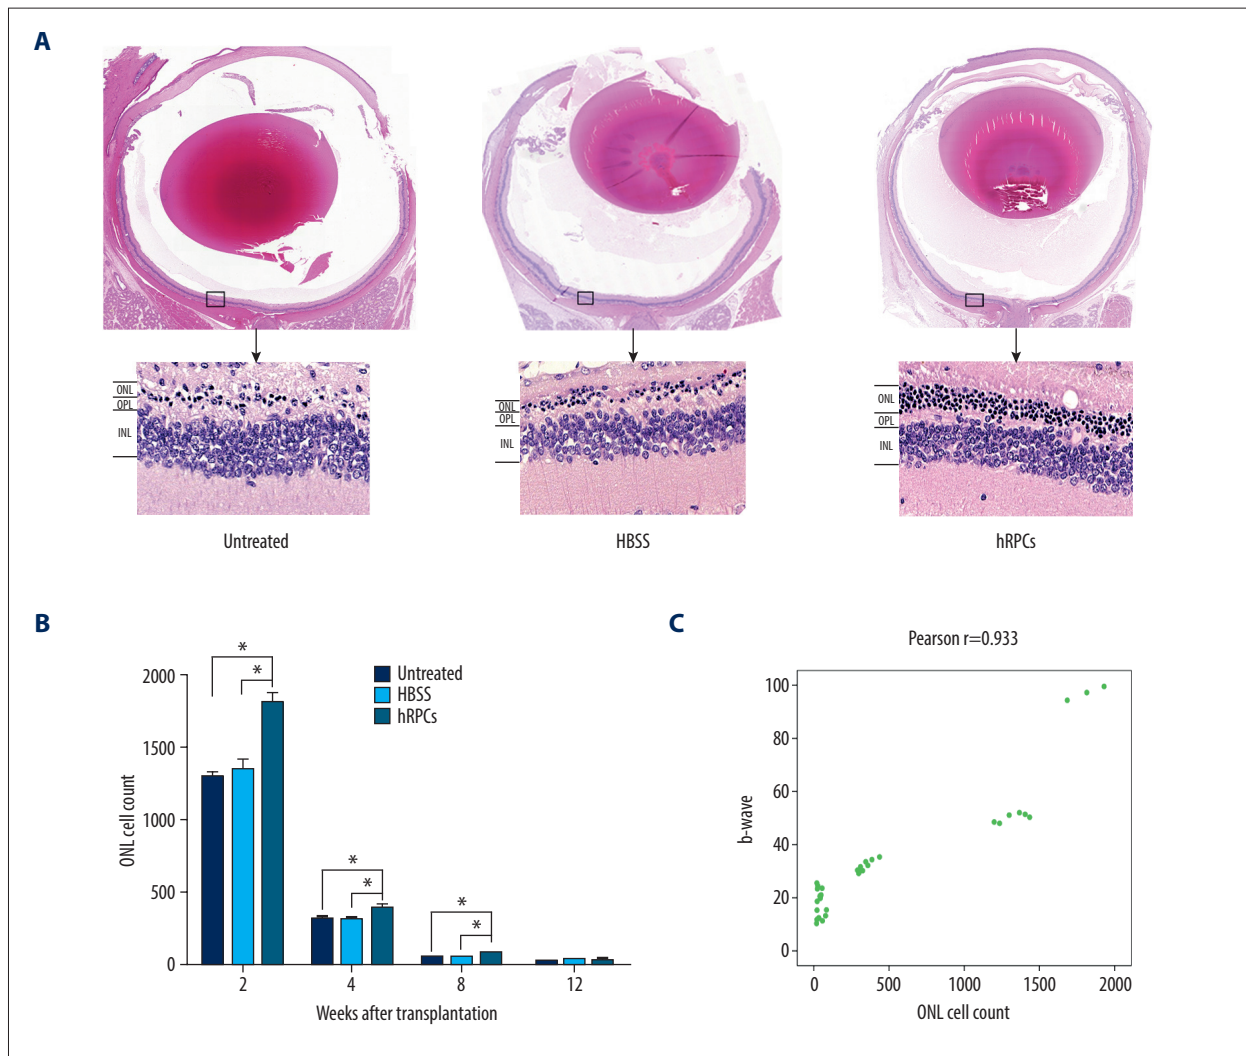 A
ONL
OPL
INL
ONL
OPL
INL
ONL
OPL
INL
Untreated
HBSS
hRPCs
B
ONL cell count
2000
1500
1000
500
0
*
*
*
*
*
*
Untreated
HBSS
hRPCs
2
4
8
12
Weeks after transplantation
C
Pearson r=0.933
b-wave
100
80
60
40
20
0
0
500
1000
1500
2000
ONL cell count